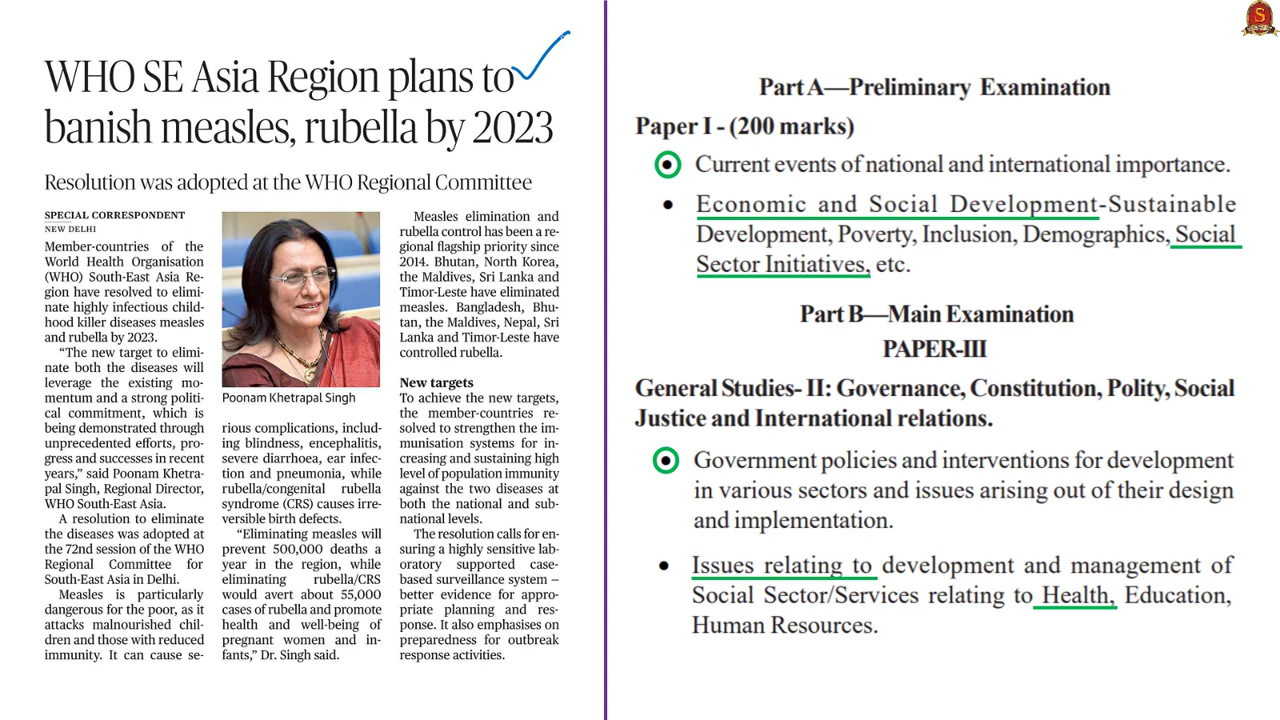 WHO SE Asia Region plans to
banish measles, rubella by 2023
Resolution was adopted at the WHO Regional Committee
SPECIAL CORRESPONDENT
NEW DELHI
Member-countries of the
World Health Organisation
(WHO) South-East Asia Re-
gion have resolved to elimi-
nate highly infectious child-
hood killer diseases measles
and rubella by 2023.
“The new target to elimi-
nate both the diseases will
leverage the existing mo-
mentum and a strong politi-
cal commitment, which is
being demonstrated through
unprecedented efforts, pro-
gress and successes in recent
years,” said Poonam Khetra-
pal Singh, Regional Director,
WHO South-East Asia.
A resolution to eliminate
the diseases was adopted at
the 72nd session of the WHO
Regional Committee for
South-East Asia in Delhi.
Measles is particularly
dangerous for the poor, as it
attacks malnourished chil-
dren and those with reduced
immunity. It can cause se-
Poonam Khetrapal Singh
rious complications, includ-
ing blindness, encephalitis,
severe diarrhoea, ear infec-
tion and pneumonia, while
rubella/congenital rubella
syndrome (CRS) causes irre-
versible birth defects.
“Eliminating measles will
prevent 500,000 deaths a
year in the region, while
eliminating rubella/CRS
would avert about 55,000
cases of rubella and promote
health and well-being of
pregnant women and in-
fants,” Dr. Singh said.
Measles elimination and
rubella control has been a re-
gional flagship priority since
2014. Bhutan, North Korea,
the Maldives, Sri Lanka and
Timor-Leste have eliminated
measles. Bangladesh, Bhu-
tan, the Maldives, Nepal, Sri
Lanka and Timor-Leste have
controlled rubella.
New targets
To achieve the new targets,
the member-countries re-
solved to strengthen the im-
munisation systems for in-
creasing and sustaining high
level of population immunity
against the two diseases at
both the national and sub-
national levels.
The resolution calls for en-
suring a highly sensitive lab-
oratory supported case-
based surveillance system –
better evidence for appro-
priate planning and res-
ponse. It also emphasises on
preparedness for outbreak
response activities.
S
Part A—Preliminary Examination
Paper I - (200 marks)
• Current events of national and international importance.
• Economic and Social Development-Sustainable
Development, Poverty, Inclusion, Demographics, Social
Sector Initiatives, etc.
Part B—Main Examination
PAPER-III
General Studies- II: Governance, Constitution, Polity, Social
Justice and International relations.
• Government policies and interventions for development
in various sectors and issues arising out of their design
and implementation.
• Issues relating to development and management of
Social Sector/Services relating to Health, Education,
Human Resources.